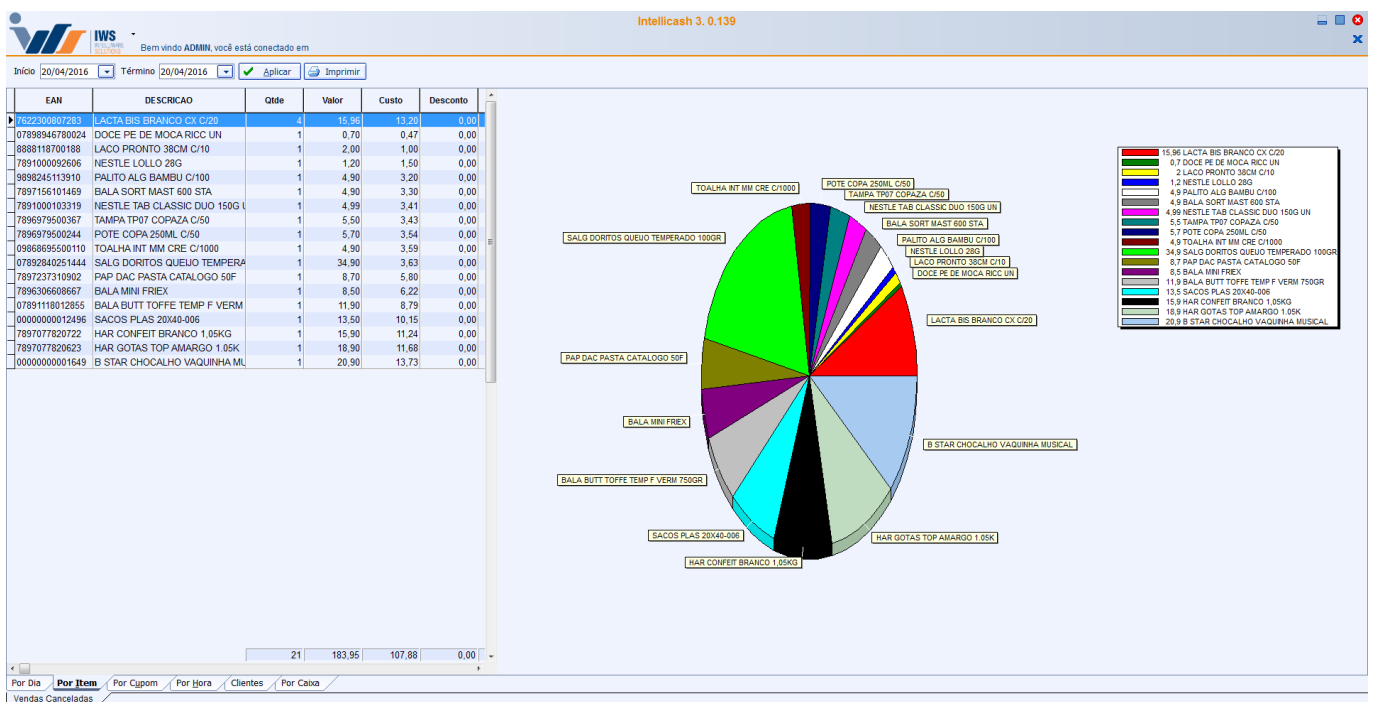 Intellicash 3. 0.139
IWS
INTELLIWARE
SOLUTIONS
Bem vindo ADMIN, você está conectado em
Início 20/04/2016 Término 20/04/2016 Aplicar Imprimir
EAN DESCRICAO Qtde Valor Custo Desconto
7622300807283 LACTA BIS BRANCO CX C/20 4 15,96 13,20 0,00
07898946780024 DOCE PE DE MOCA RICC UN 1 0,70 0,47 0,00
8888118700188 LACO PRONTO 38CM C/10 1 2,00 1,00 0,00
7891000092606 NESTLE LOLLO 28G 1 1,20 1,50 0,00
9898245113910 PALITO ALG BAMBU C/100 1 4,90 3,20 0,00
7897156101469 BALA SORT MAST 600 STA 1 4,90 3,30 0,00
7891000103319 NESTLE TAB CLASSIC DUO 150G 1 4,99 3,41 0,00
7896979500367 TAMPA TP07 COPAZA C/50 1 5,50 3,43 0,00
7896979500244 POTE COPA 250ML C/50 1 5,70 3,54 0,00
09868695500110 TOALHA INT MM CRE C/1000 1 4,90 3,59 0,00
07892840251444 SALG DORITOS QUEIJO TEMPERA 1 34,90 3,63 0,00
7897237310902 PAP DAC PASTA CATALOGO 50F 1 8,70 5,80 0,00
7896306608667 BALA MINI FRIEX 1 8,50 6,22 0,00
07891118012855 BALA BUTT TOFFE TEMP F VERM 1 11,90 8,79 0,00
00000000012496 SACOS PLAS 20X40-006 1 13,50 10,15 0,00
7897077820722 HAR CONFEIT BRANCO 1,05KG 1 15,90 11,24 0,00
7897077820623 HAR GOTAS TOP AMARGO 1.05K 1 18,90 11,68 0,00
00000000001649 B STAR CHOCALHO VAQUINHA MU 1 20,90 13,73 0,00
21 183,95 107,88 0,00
TOALHA INT MM CRE C/1000
POTE COPA 250ML C/50
TAMPA TP07 COPAZA C/50
NESTLE TAB CLASSIC DUO 150G UN
BALA SORT MAST 600 STA
SALG DORITOS QUEIJO TEMPERADO 100GR
PALITO ALG BAMBU C/100
NESTLE LOLLO 28G
LACO PRONTO 38CM C/10
DOCE PE DE MOCA RICC UN
LACTA BIS BRANCO CX C/20
PAP DAC PASTA CATALOGO 50F
BALA MINI FRIEX
B STAR CHOCALHO VAQUINHA MUSICAL
BALA BUTT TOFFE TEMP F VERM 750GR
SACOS PLAS 20X40-006
HAR GOTAS TOP AMARGO 1.05K
HAR CONFEIT BRANCO 1,05KG
15,96 LACTA BIS BRANCO CX C/20
0,7 DOCE PE DE MOCA RICC UN
2 LACO PRONTO 38CM C/10
1,2 NESTLE LOLLO 28G
4,9 PALITO ALG BAMBU C/100
4,9 BALA SORT MAST 600 STA
4,99 NESTLE TAB CLASSIC DUO 150G UN
5,5 TAMPA TP07 COPAZA C/50
5,7 POTE COPA 250ML C/50
4,9 TOALHA INT MM CRE C/1000
34,9 SALG DORITOS QUEIJO TEMPERADO 100GR
8,7 PAP DAC PASTA CATALOGO 50F
8,5 BALA MINI FRIEX
11,9 BALA BUTT TOFFE TEMP F VERM 750GR
13,5 SACOS PLAS 20X40-006
15,9 HAR CONFEIT BRANCO 1,05KG
18,9 HAR GOTAS TOP AMARGO 1.05K
20,9 B STAR CHOCALHO VAQUINHA MUSICAL
Por Dia Por Item Por Cupom Por Hora Clientes Por Caixa
Vendas Canceladas